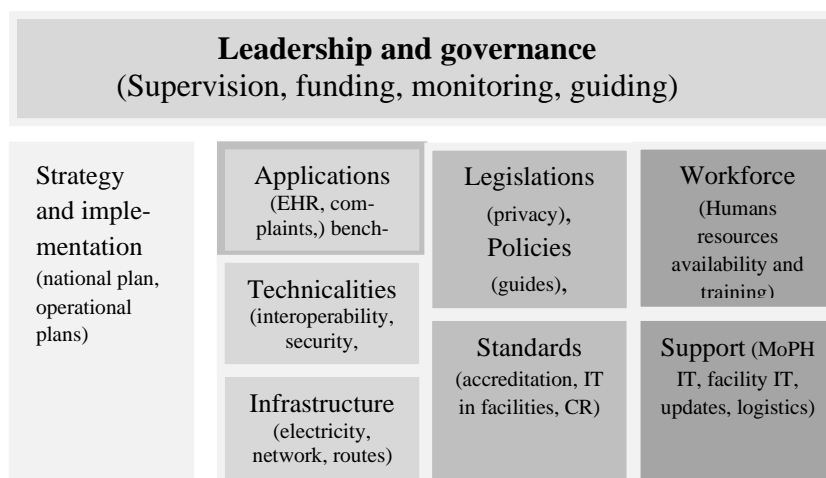 Leadership and governance
(Supervision, funding, monitoring, guiding)
Strategy
and imple-
mentation
(national plan,
operational
plans)
Applications
(EHR, com-
plaints,) bench-
Technicalities
(interoperability,
security,
Infrastructure
(electricity,
network, routes)
Legislations
(privacy),
Policies
(guides),
Standards
(accreditation, IT
in facilities, CR)
Workforce
(Humans
resources
availability and
training)
Support (MoPH
IT, facility IT,
updates, logistics)